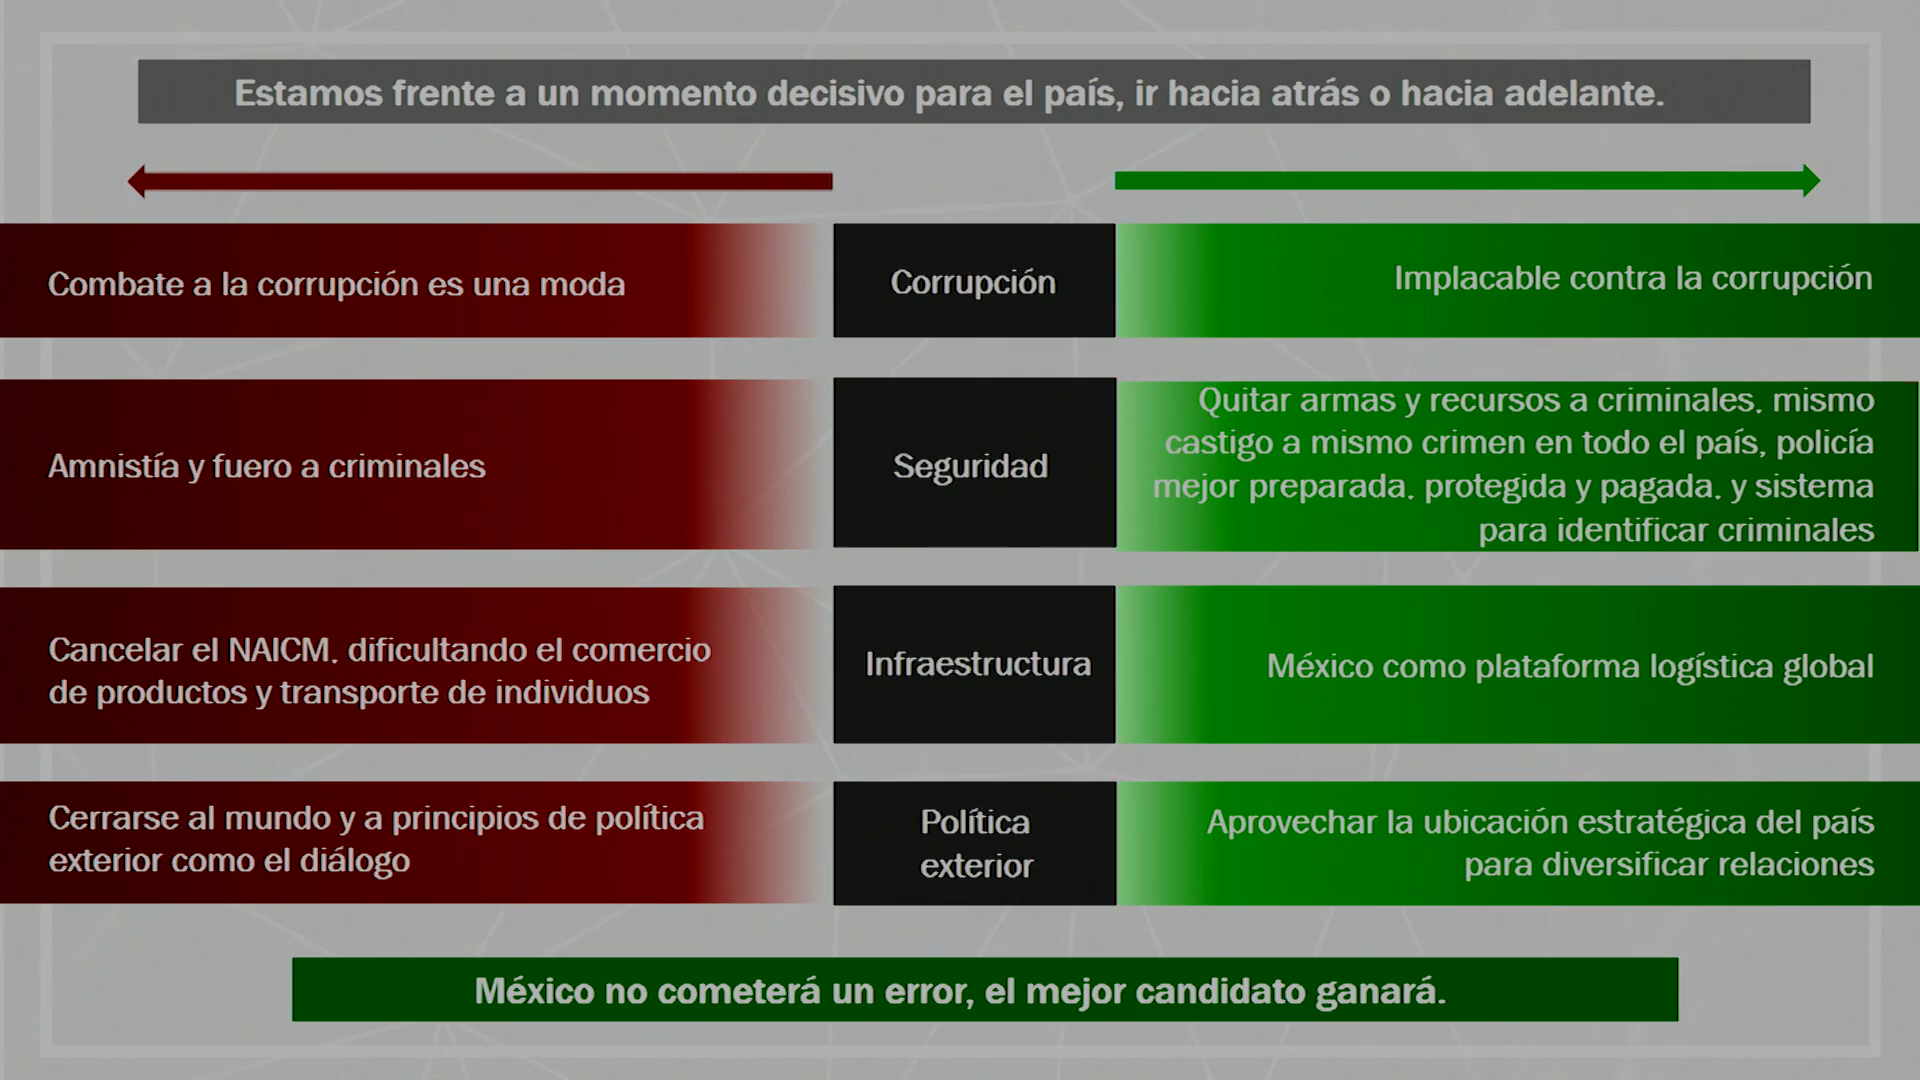 Estamos frente a un momento decisivo para el país, ir hacia atrás o hacia adelante.
Combate a la corrupción es una moda
Corrupción
Implacable contra la corrupción
Amnistía y fuero a criminales
Seguridad
Quitar armas y recursos a criminales, mismo
castigo a mismo crimen en todo el país, policía
mejor preparada, protegida y pagada, y sistema
para identificar criminales
Cancelar el NAICM, dificultando el comercio
de productos y transporte de individuos
Infraestructura
México como plataforma logística global
Cerrarse al mundo y a principios de política
exterior como el diálogo
Política
exterior
Aprovechar la ubicación estratégica del país
para diversificar relaciones
México no cometerá un error, el mejor candidato ganará.